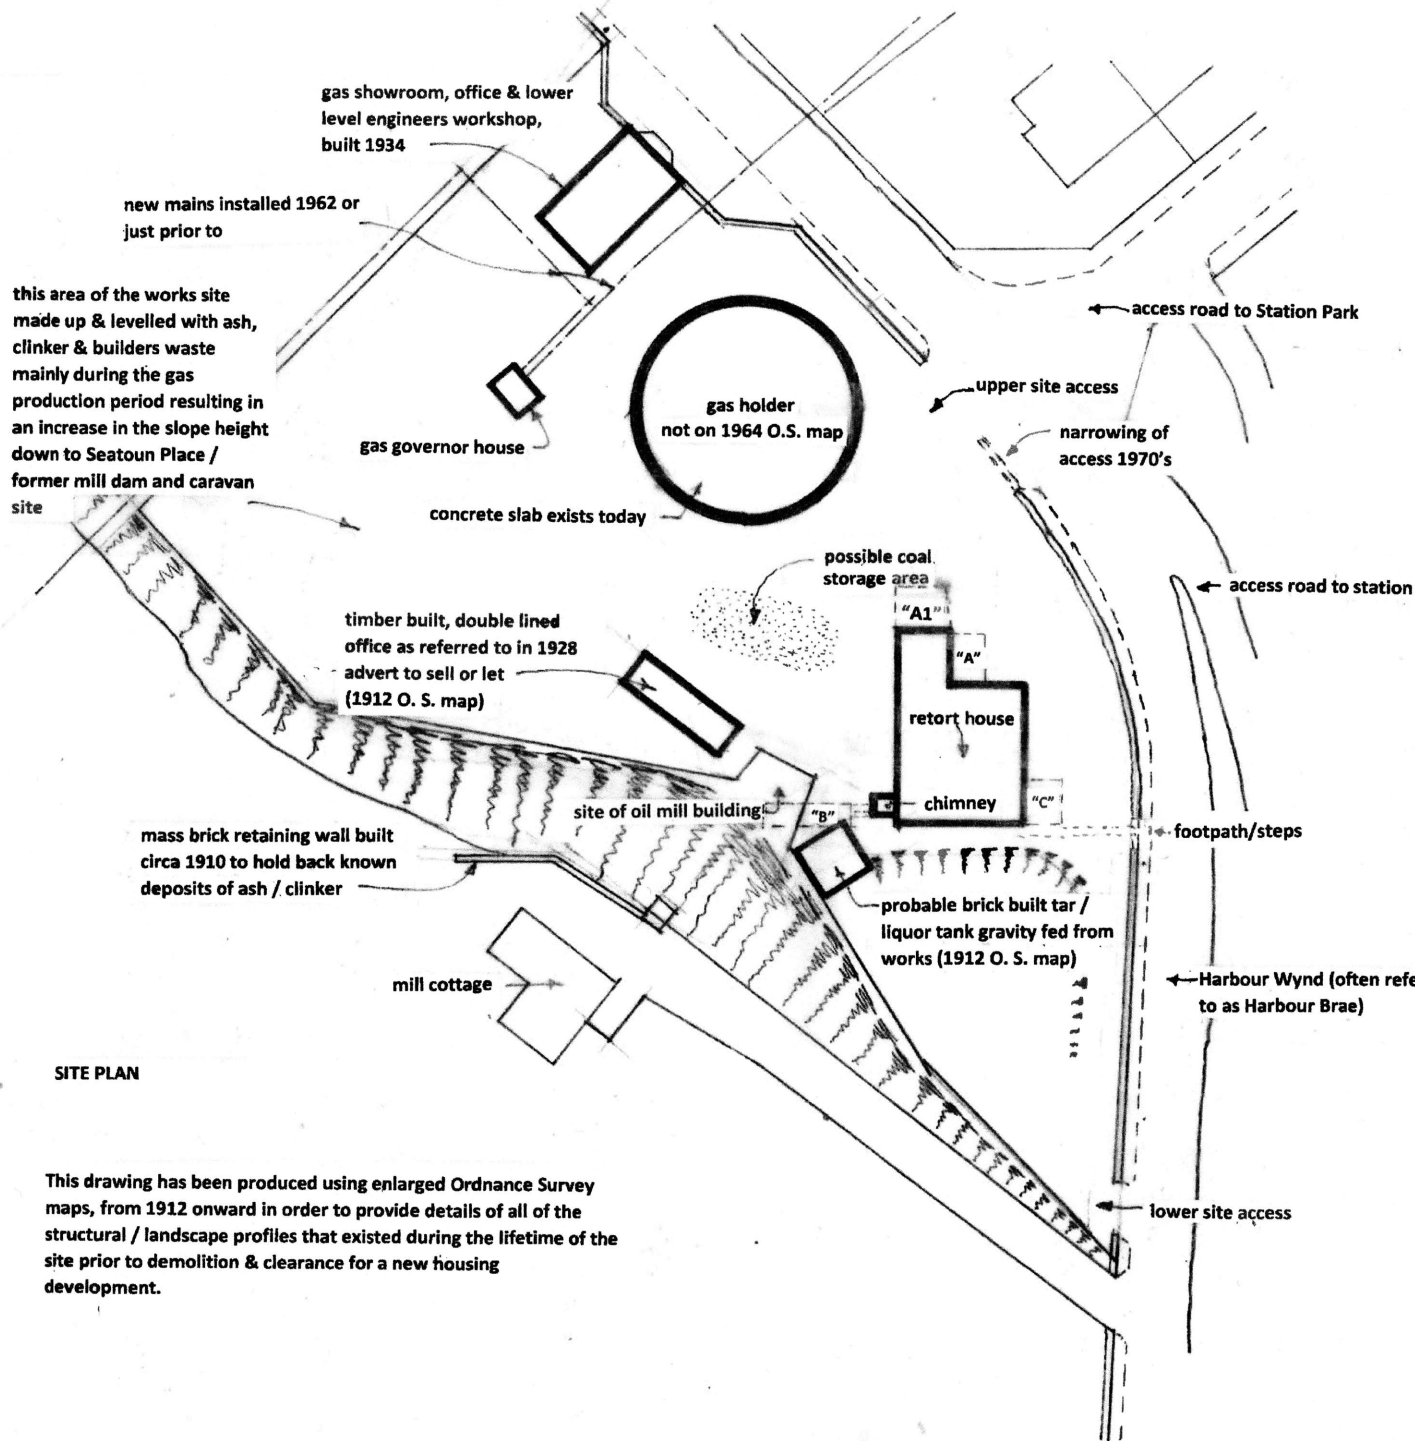 gas showroom, office & lower
level engineers workshop,
built 1934
new mains installed 1962 or
just prior to
this area of the works site
made up & levelled with ash,
clinker & builders waste
mainly during the gas
production period resulting in
an increase in the slope height
down to Seatoun Place /
former mill dam and caravan
site
access road to Station Park
upper site access
gas holder
not on 1964 O.S. map
narrowing of
access 1970's
gas governor house
concrete slab exists today
possible coal
storage area
access road to station
"A1"
"A"
timber built, double lined
office as referred to in 1928
advert to sell or let
(1912 O. S. map)
retort house
chimney
"C"
site of oil mill building
"B"
footpath/steps
mass brick retaining wall built
circa 1910 to hold back known
deposits of ash / clinker
probable brick built tar /
liquor tank gravity fed from
works (1912 O. S. map)
mill cottage
Harbour Wynd (often refe
to as Harbour Brae)
SITE PLAN
This drawing has been produced using enlarged Ordnance Survey
maps, from 1912 onward in order to provide details of all of the
structural / landscape profiles that existed during the lifetime of the
site prior to demolition & clearance for a new housing
development.
lower site access